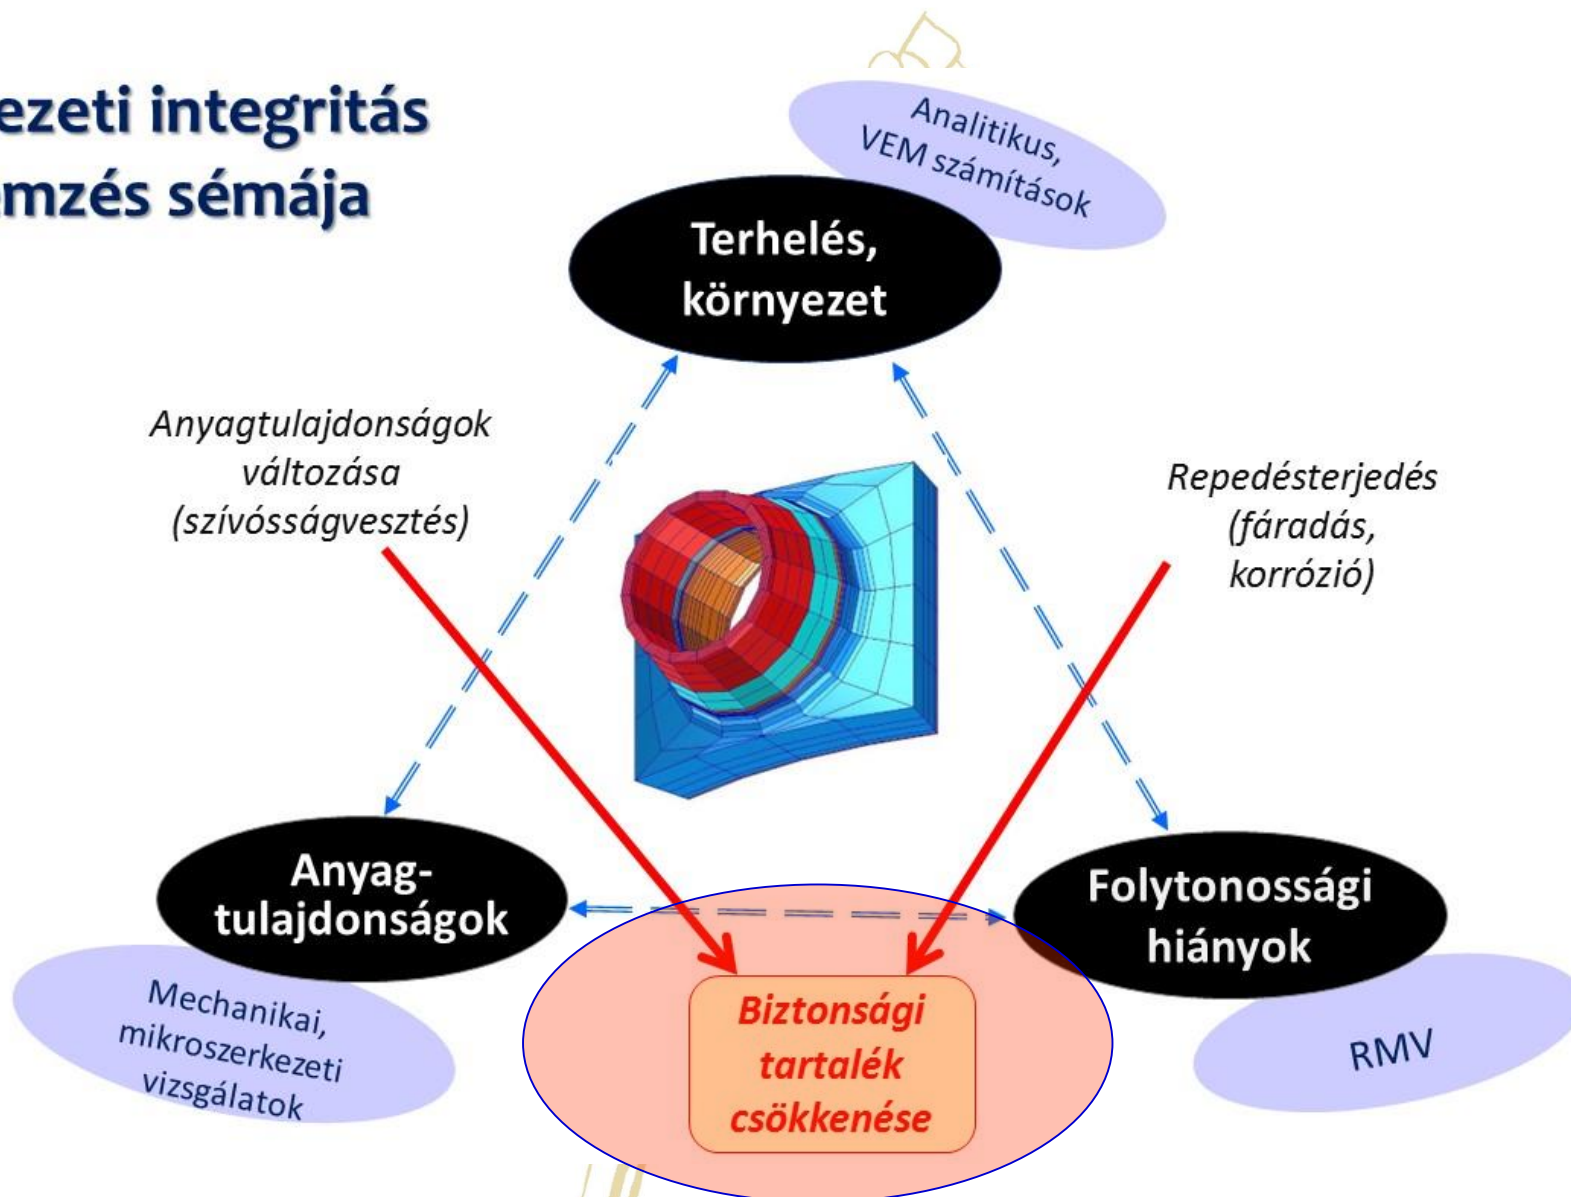 ezeti integritás
mzés sémája
Analitikus,
VEM számítások
Terhelés,
környezet
Anyagtulajdonságok
változása
(szívósságvesztés)
Repedésterjedés
(fáradás,
korrózió)
Anyag-
tulajdonságok
Folytonossági
hiányok
Mechanikai,
mikroszerkezeti
vizsgálatok
Biztonsági
tartalék
csökkenése
RMV